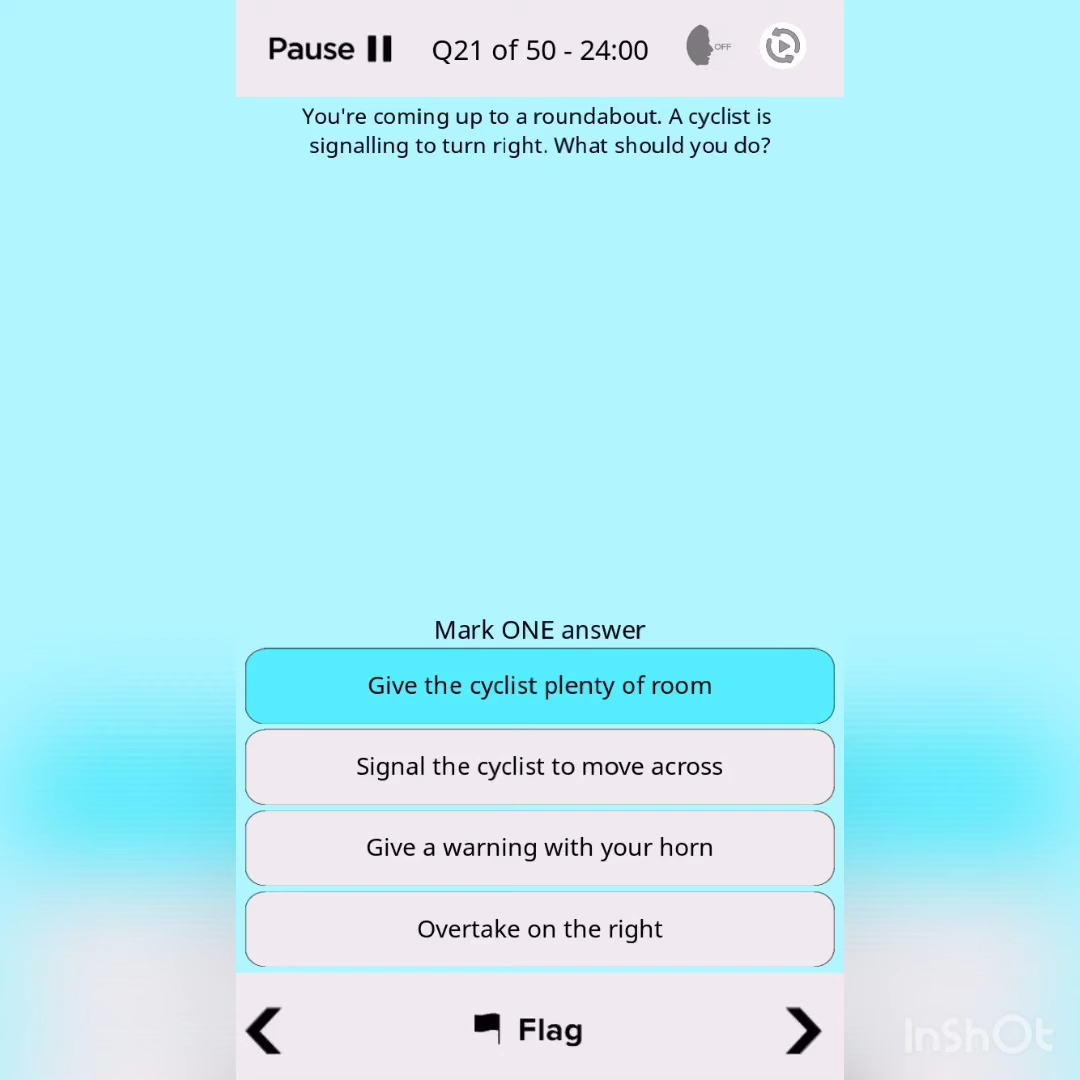 Pause Q21 of 50 - 24:00 OFF
You're coming up to a roundabout. A cyclist is
signalling to turn right. What should you do?
Mark ONE answer
Give the cyclist plenty of room
Signal the cyclist to move across
Give a warning with your horn
Overtake on the right
Flag
InShOt